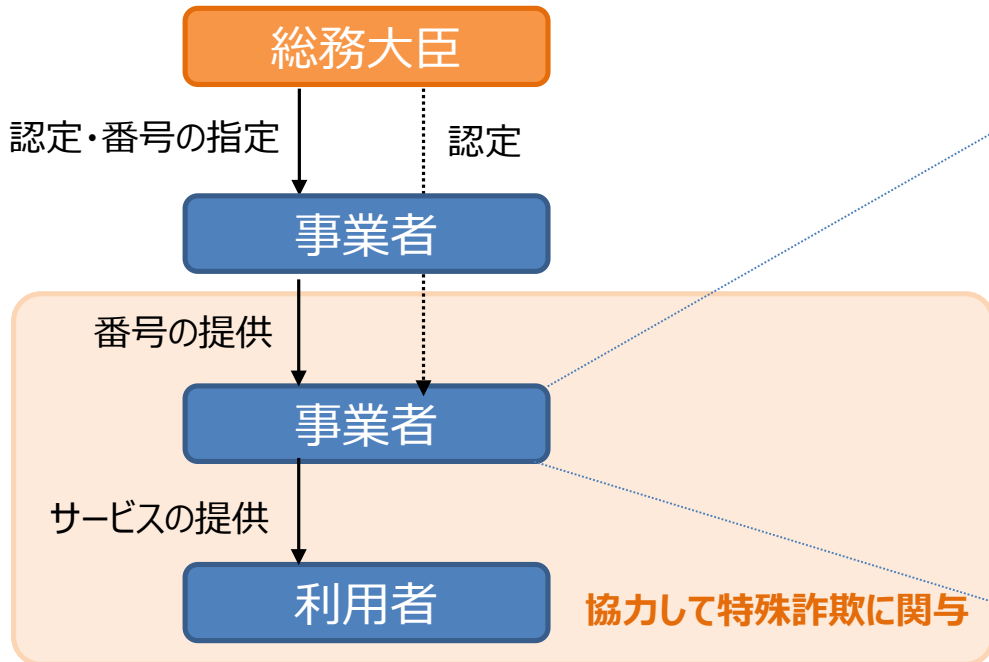 総務大臣
認定・番号の指定
認定
事業者
番号の提供
事業者
サービスの提供
利用者
協力して特殊詐欺に関与